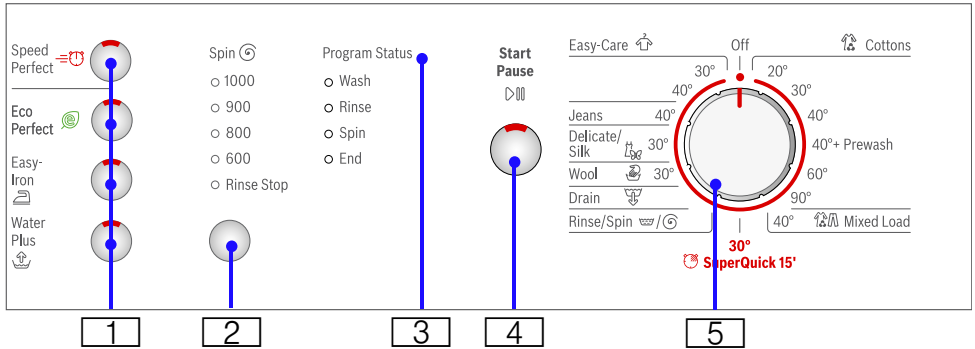 Speed
Perfect
Eco
Perfect
Easy-
Iron
Water
Plus
Spin
1000
900
800
600
Rinse Stop
Program Status
Wash
Rinse
Spin
End
Start
Pause
Easy-Care
Off
Cottons
30° 20°
40° 30°
Jeans 40° 40°
Delicate/
Silk 30° 40°+ Prewash
Wool 30° 60°
Drain 90°
Rinse/Spin / 40° Mixed Load
30°
SuperQuick 15'
1 2 3 4 5